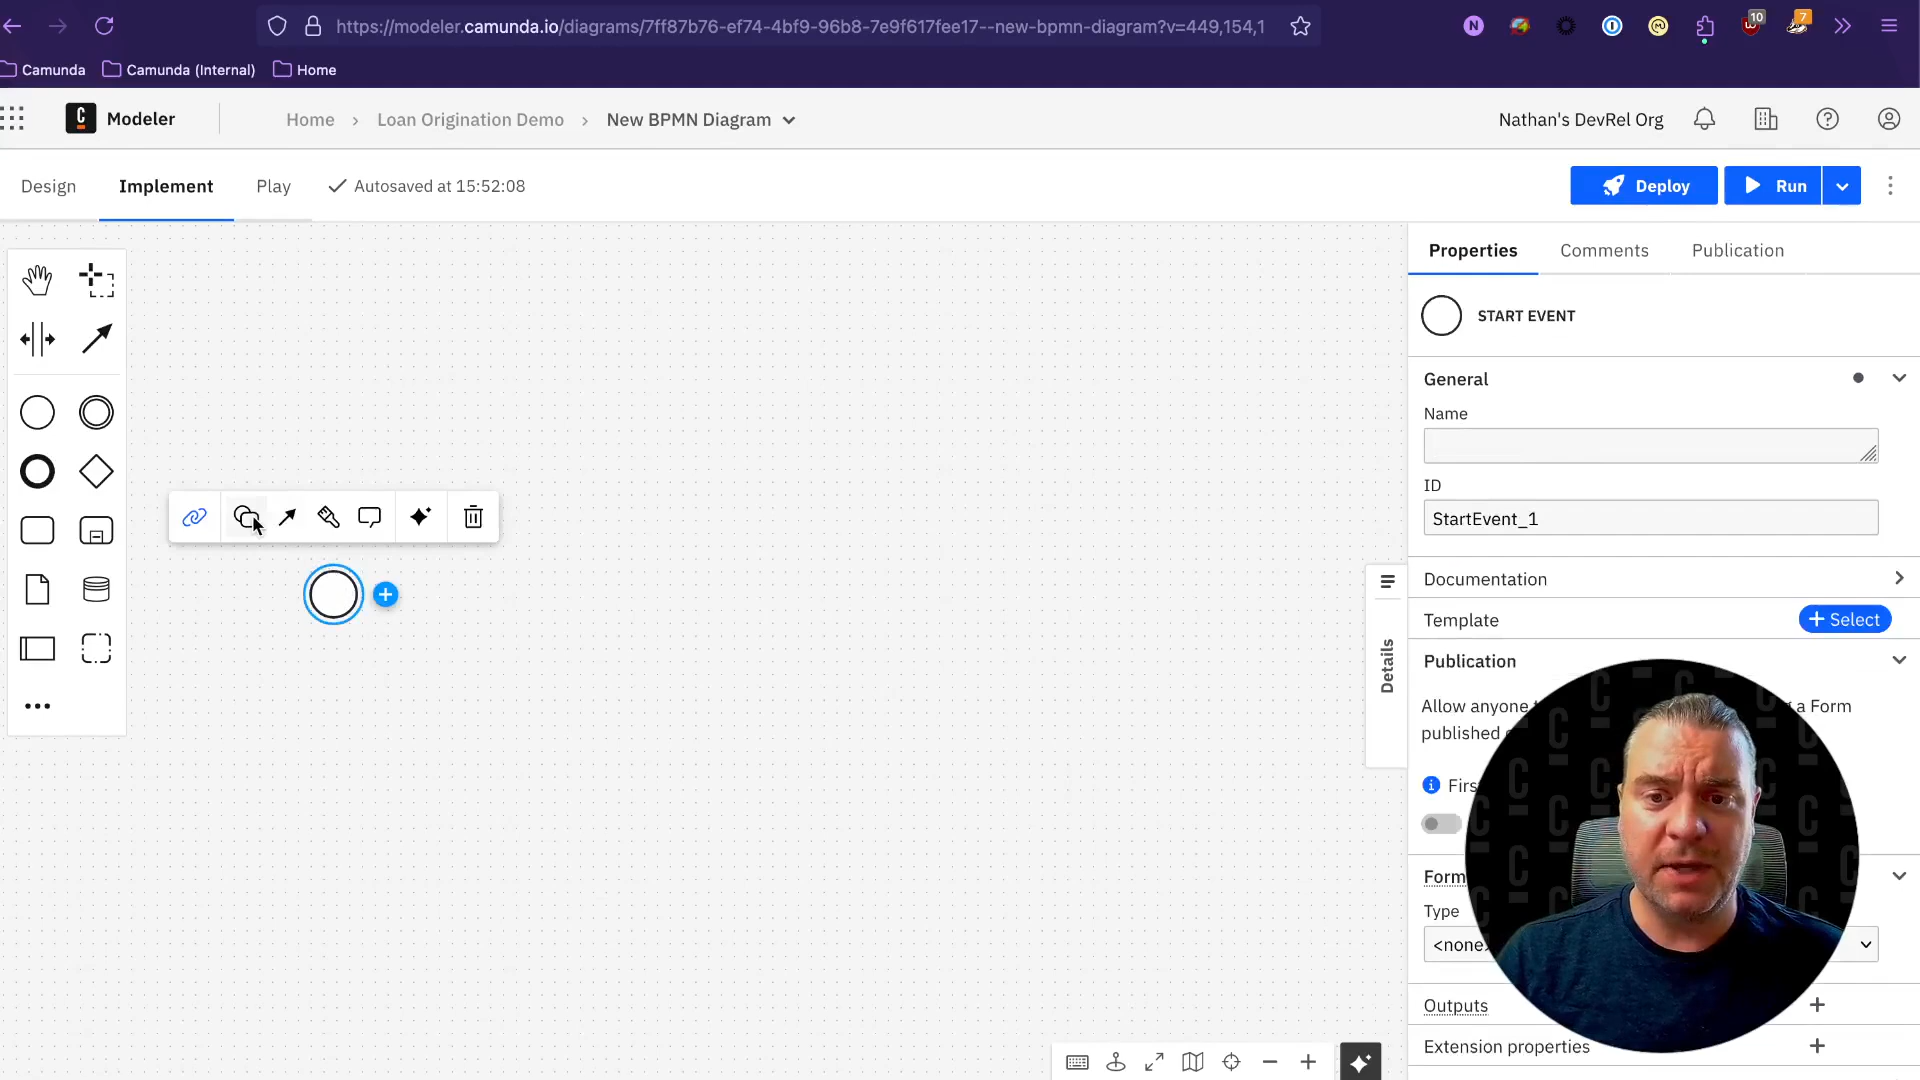 https://modeler.camunda.io/diagrams/7ff87b76-ef74-4bf9-96b8-7e9f617fee17--new-bpmn-diagram?v=449,154,1
N
10
7
Camunda
Camunda (Internal)
Home
C
Modeler
Home
Loan Origination Demo
New BPMN Diagram
Nathan's DevRel Org
Design
Implement
Play
Autosaved at 15:52:08
Deploy
Run
Properties
Comments
Publication
START EVENT
General
Name
ID
StartEvent_1
Documentation
Template
+ Select
Publication
Allow anyone
a Form
published
Details
Form
Type
<none>
Outputs
Extension properties